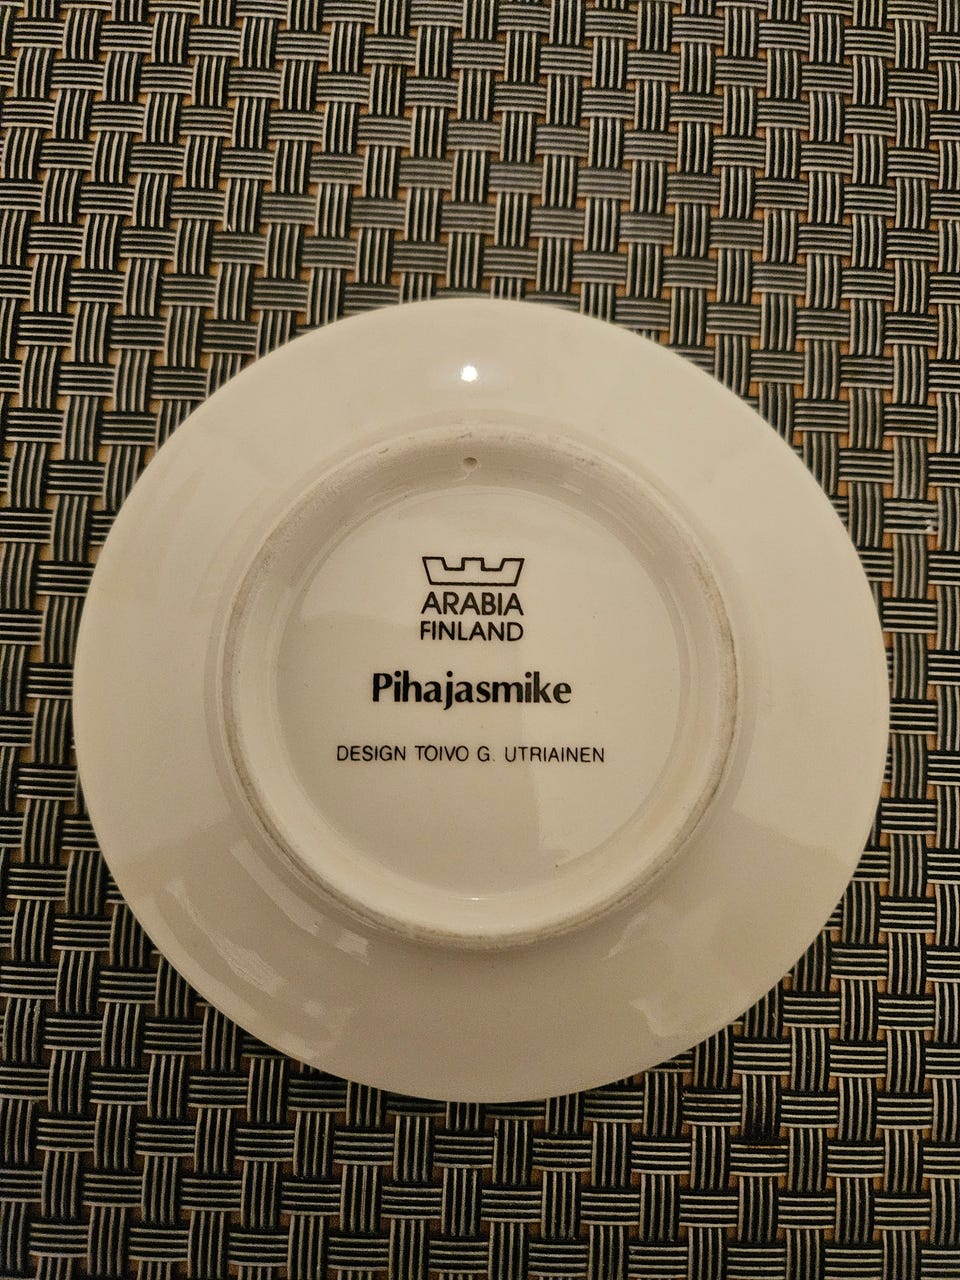 ARABIA
FINLAND
Pihajasmike
DESIGN TOIVO G. UTRIAINEN